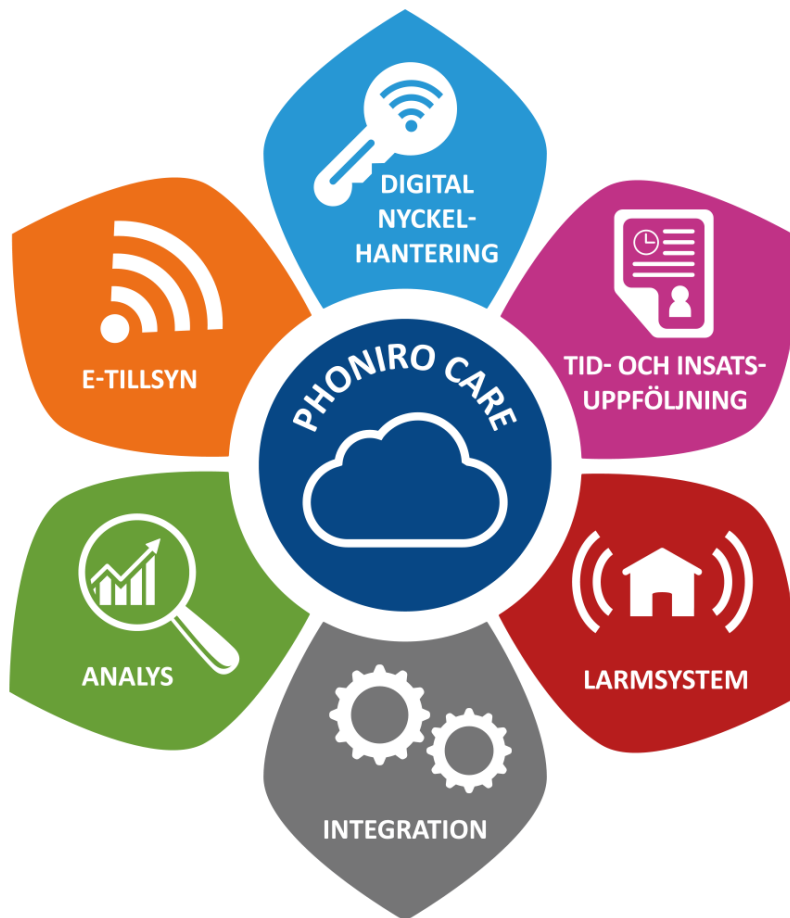 DIGITAL
NYCKEL-
HANTERING
TID- OCH INSATS-
UPPFÖLJNING
LARMSYSTEM
INTEGRATION
ANALYS
E-TILLSYN
PHONIRO CARE